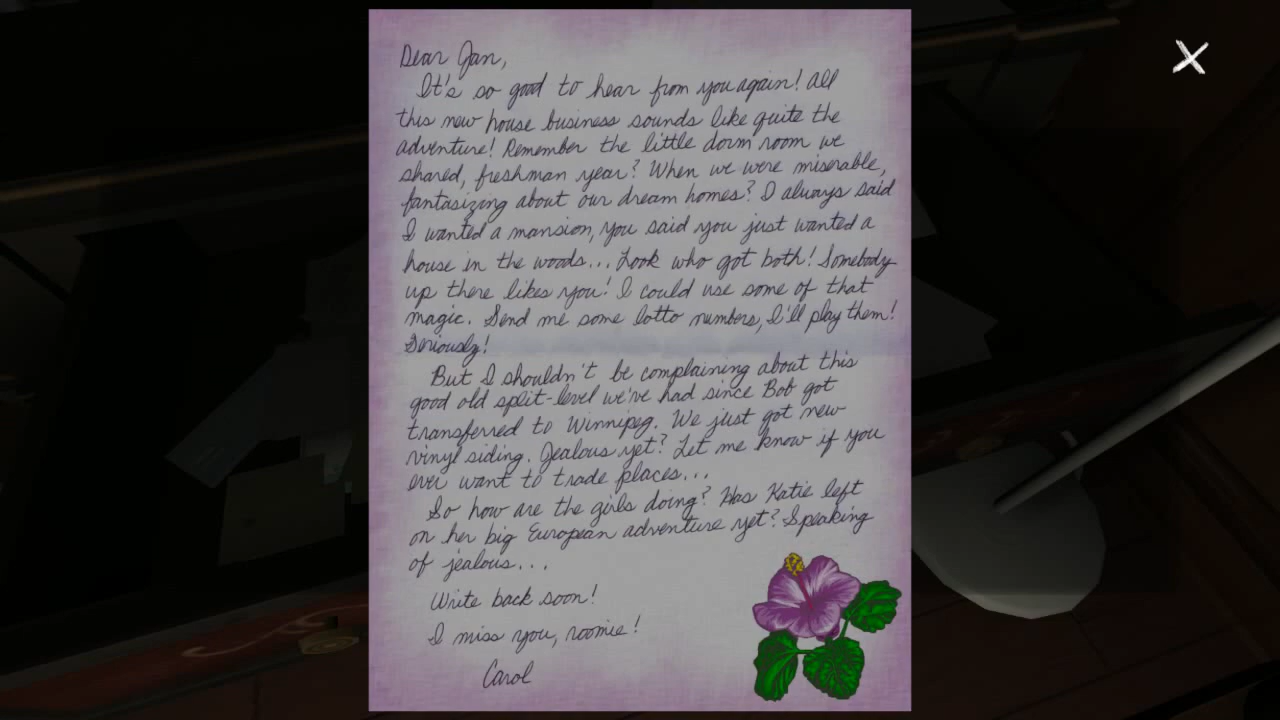 Dear Jan,
It's so good to hear from you again! All
this new house business sounds like quite the
adventure! Remember the little dorm room we
shared, freshman year? When we were miserable,
fantasizing about our dream homes? I always said
I wanted a mansion, you said you just wanted a
house in the woods... Look who got both! Somebody
up there likes you! I could use some of that
magic. Send me some lotto numbers, I'll play them!
Seriously!
But I shouldn't be complaining about this
good old split-level we've had since Bob got
transferred to Winnipeg. We just got new
vinyl siding. Jealous yet? Let me know if you
ever want to trade places...
So how are the girls doing? Has Katie left
on her big European adventure yet? Speaking
of jealous...
Write back soon!
I miss you, roomie!
Carol